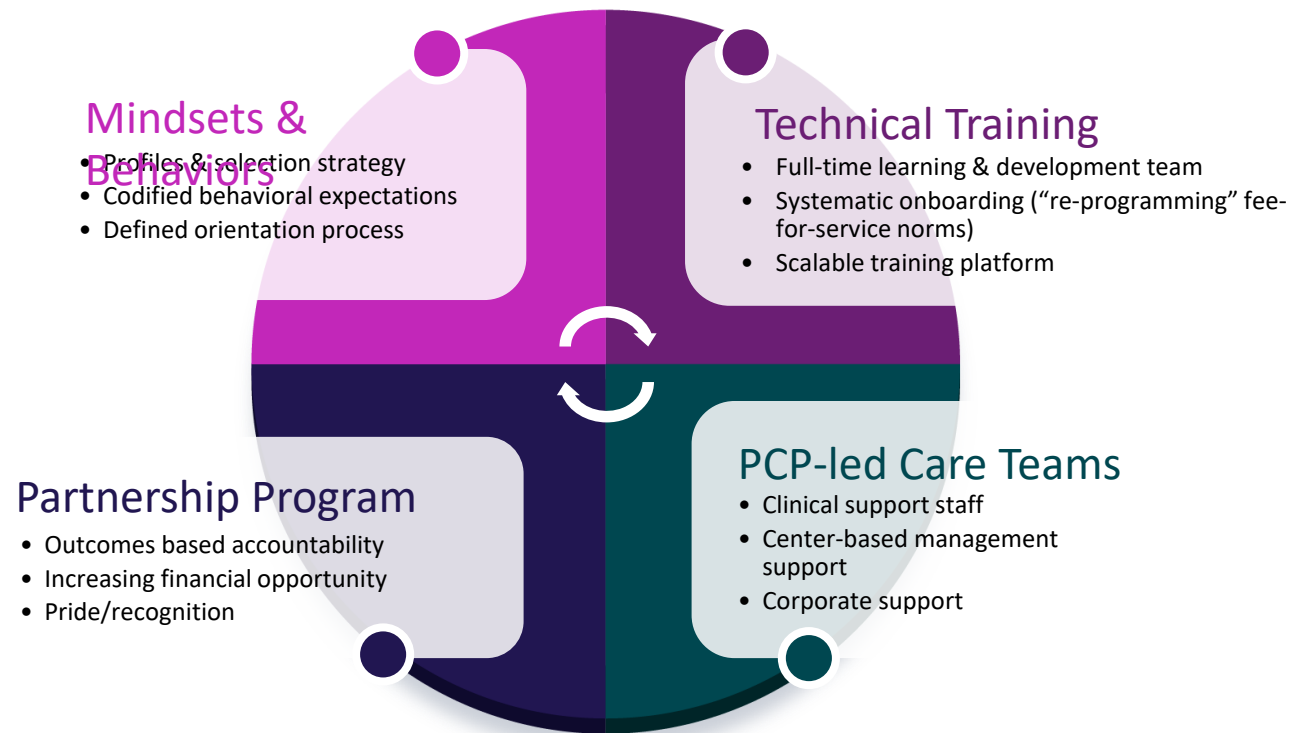 Mindsets &
Behaviors
• Profiles & selection strategy
• Codified behavioral expectations
• Defined orientation process
Technical Training
• Full-time learning & development team
• Systematic onboarding (“re-programming” fee-
for-service norms)
• Scalable training platform
Partnership Program
• Outcomes based accountability
• Increasing financial opportunity
• Pride/recognition
PCP-led Care Teams
• Clinical support staff
• Center-based management
support
• Corporate support